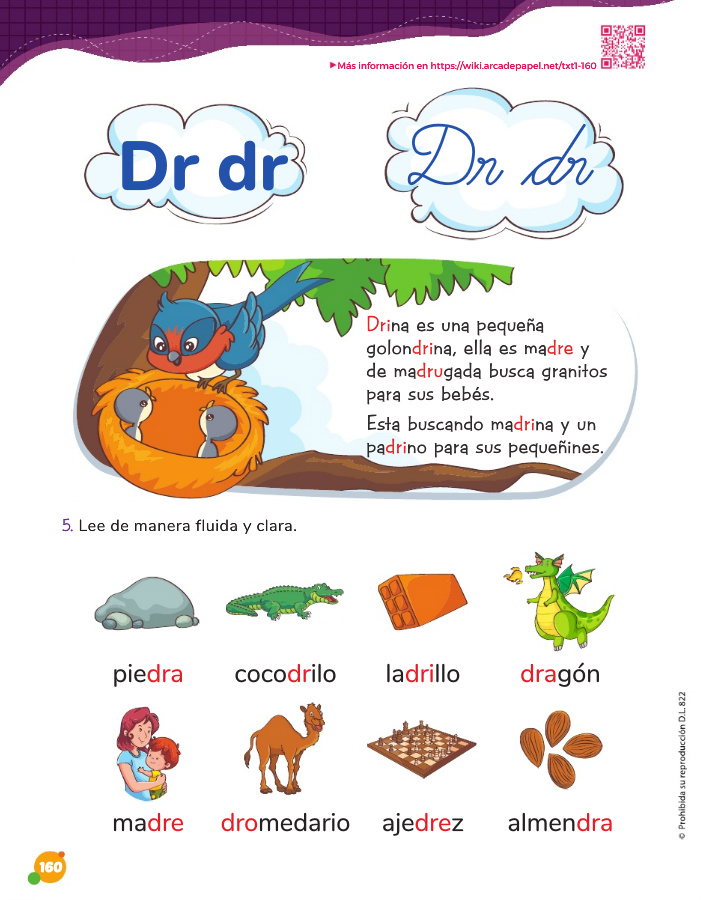 ▶Más información en https://wiki.arcadepapel.net/txt1-160
Dr dr
Dr dr
Drina es una pequeña
golondrina, ella es madre y
de madrugada busca granitos
para sus bebés.
Esta buscando madrina y un
padrino para sus pequeñines.
5. Lee de manera fluida y clara.
piedra cocodrilo ladrillo dragón
madre dromedario ajedrez almendra
© Prohibida su reproducción D.L. 822
160